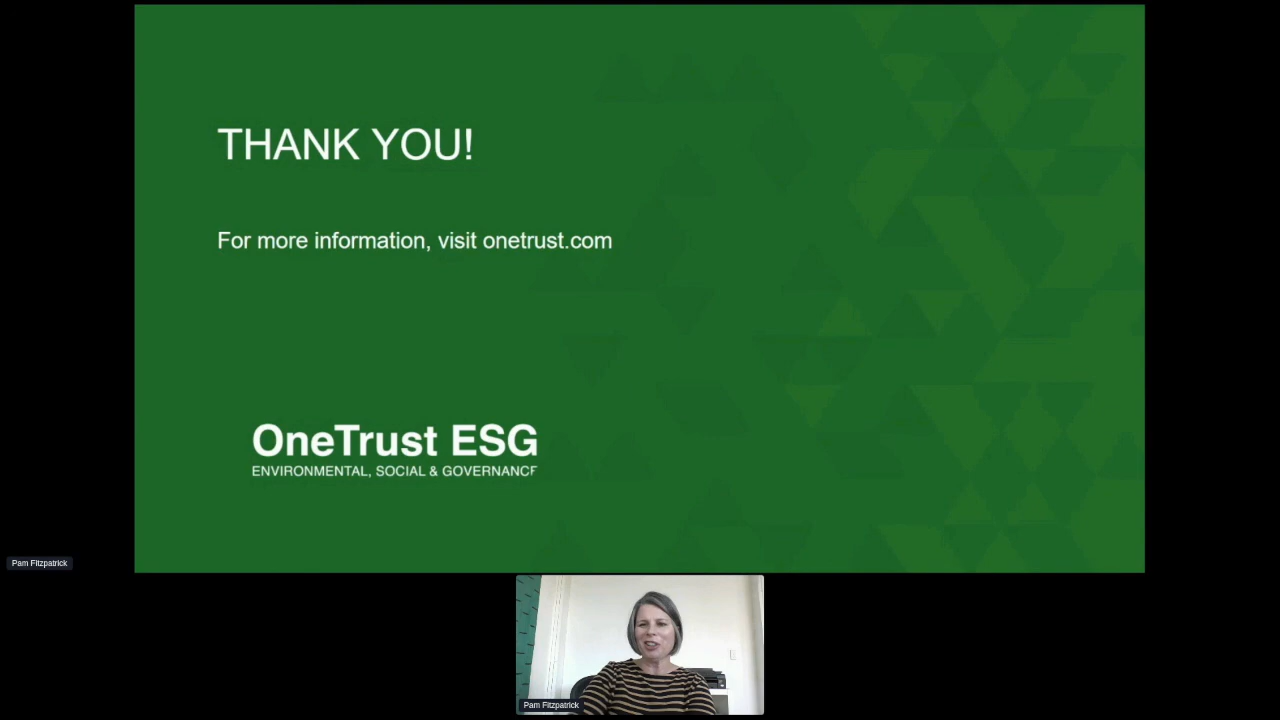 THANK YOU!
For more information, visit onetrust.com
OneTrust ESG
ENVIRONMENTAL, SOCIAL & GOVERNANCE
Pam Fitzpatrick
Pam Fitzpatrick